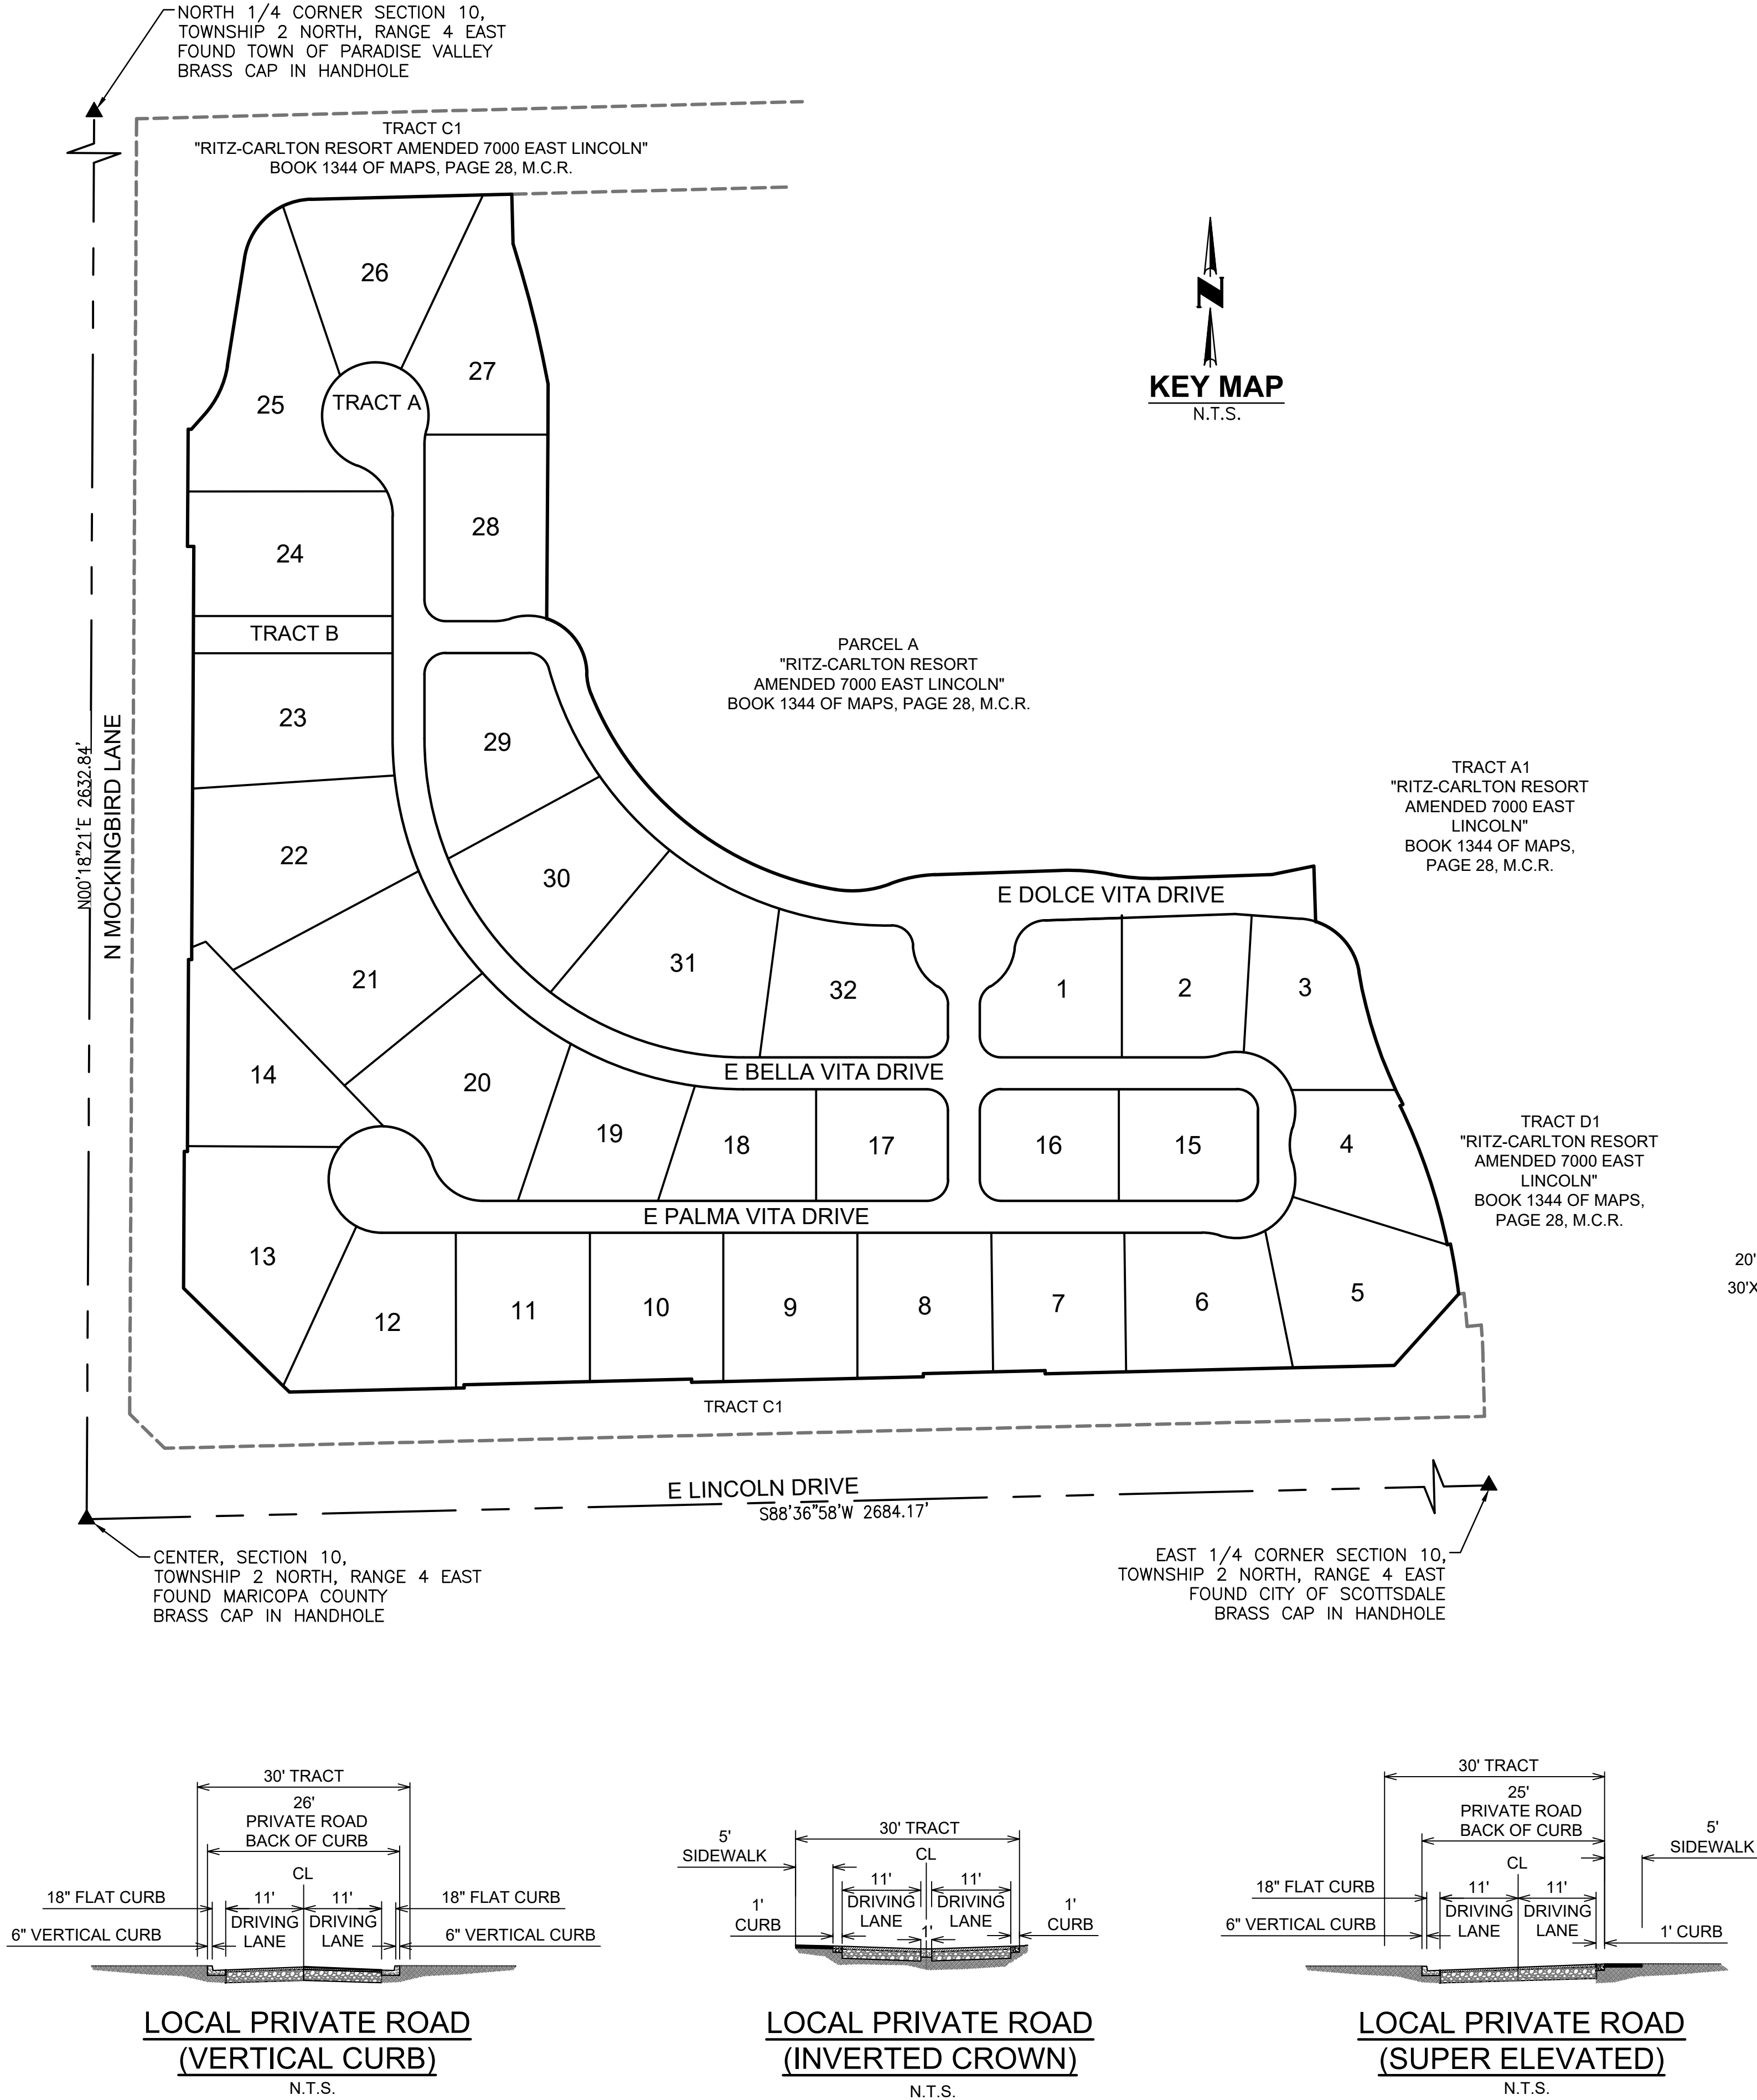 NORTH 1/4 CORNER SECTION 10,
TOWNSHIP 2 NORTH, RANGE 4 EAST
FOUND TOWN OF PARADISE VALLEY
BRASS CAP IN HANDHOLE
TRACT C1
"RITZ-CARLTON RESORT AMENDED 7000 EAST LINCOLN"
BOOK 1344 OF MAPS, PAGE 28, M.C.R.
N
KEY MAP
N.T.S.
26
27
25
TRACT A
28
24
TRACT B
23
29
22
30
21
31
32
14
20
19
18
17
13
12
11
10
9
8
7
6
5
4
3
2
1
16
15
PARCEL A
"RITZ-CARLTON RESORT
AMENDED 7000 EAST LINCOLN"
BOOK 1344 OF MAPS, PAGE 28, M.C.R.
TRACT A1
"RITZ-CARLTON RESORT
AMENDED 7000 EAST
LINCOLN"
BOOK 1344 OF MAPS,
PAGE 28, M.C.R.
N00'18"21'E 2632.84'
N MOCKINGBIRD LANE
E DOLCE VITA DRIVE
E BELLA VITA DRIVE
E PALMA VITA DRIVE
TRACT D1
"RITZ-CARLTON RESORT
AMENDED 7000 EAST
LINCOLN"
BOOK 1344 OF MAPS,
PAGE 28, M.C.R.
20'
30'X
TRACT C1
E LINCOLN DRIVE
S88'36"58'W 2684.17'
CENTER, SECTION 10,
TOWNSHIP 2 NORTH, RANGE 4 EAST
FOUND MARICOPA COUNTY
BRASS CAP IN HANDHOLE
EAST 1/4 CORNER SECTION 10,
TOWNSHIP 2 NORTH, RANGE 4 EAST
FOUND CITY OF SCOTTSDALE
BRASS CAP IN HANDHOLE
30' TRACT
26'
PRIVATE ROAD
BACK OF CURB
CL
18" FLAT CURB
11'
11'
18" FLAT CURB
DRIVING
LANE
DRIVING
LANE
6" VERTICAL CURB
6" VERTICAL CURB
LOCAL PRIVATE ROAD
(VERTICAL CURB)
N.T.S.
30' TRACT
5'
SIDEWALK
CL
11'
DRIVING
LANE
11'
DRIVING
LANE
1'
CURB
1'
1'
CURB
LOCAL PRIVATE ROAD
(INVERTED CROWN)
N.T.S.
30' TRACT
25'
PRIVATE ROAD
BACK OF CURB
5'
SIDEWALK
CL
18" FLAT CURB
11'
DRIVING
LANE
11'
DRIVING
LANE
6" VERTICAL CURB
1' CURB
LOCAL PRIVATE ROAD
(SUPER ELEVATED)
N.T.S.